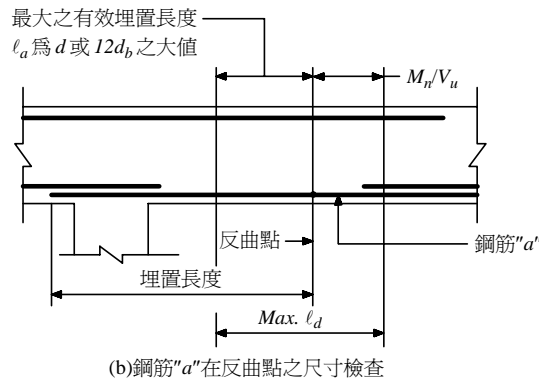 最大之有效埋置長度
ℓa 爲 d 或 12db 之大值
Mn/Vu
反曲點
鋼筋"a"
埋置長度
Max. ℓd
(b)鋼筋"a"在反曲點之尺寸檢查